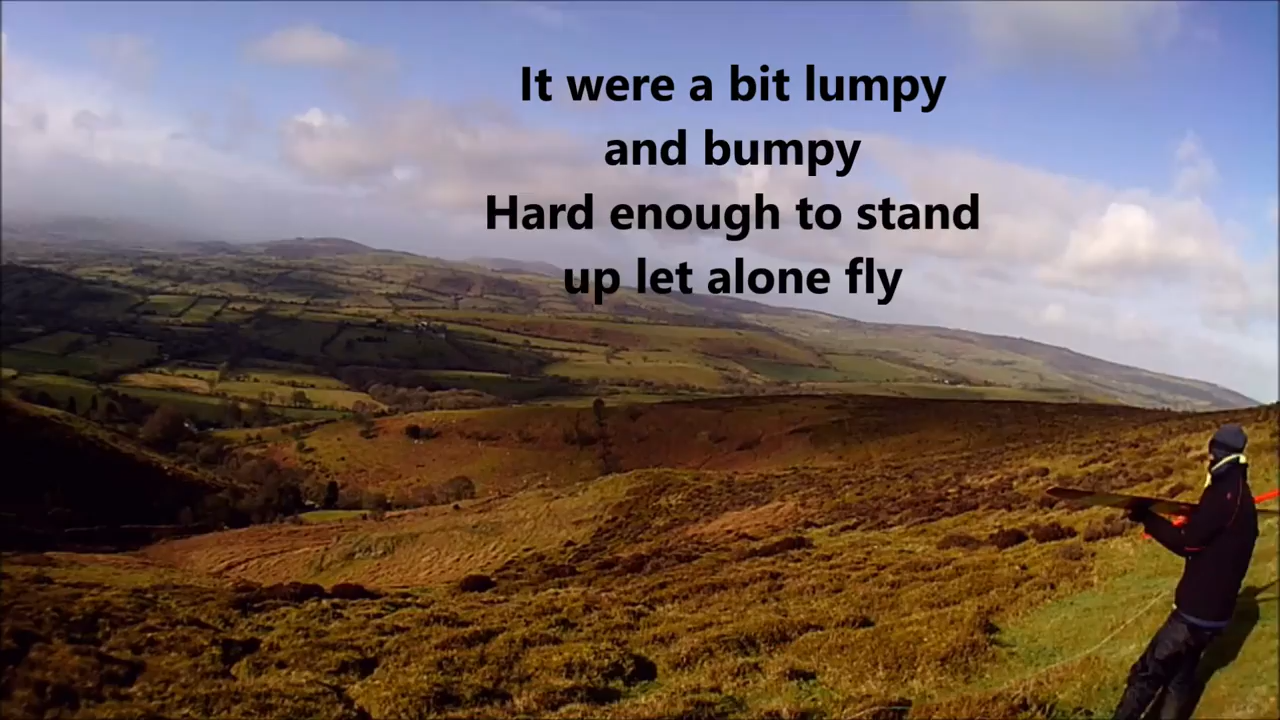 It were a bit lumpy
and bumpy
Hard enough to stand
up let alone fly